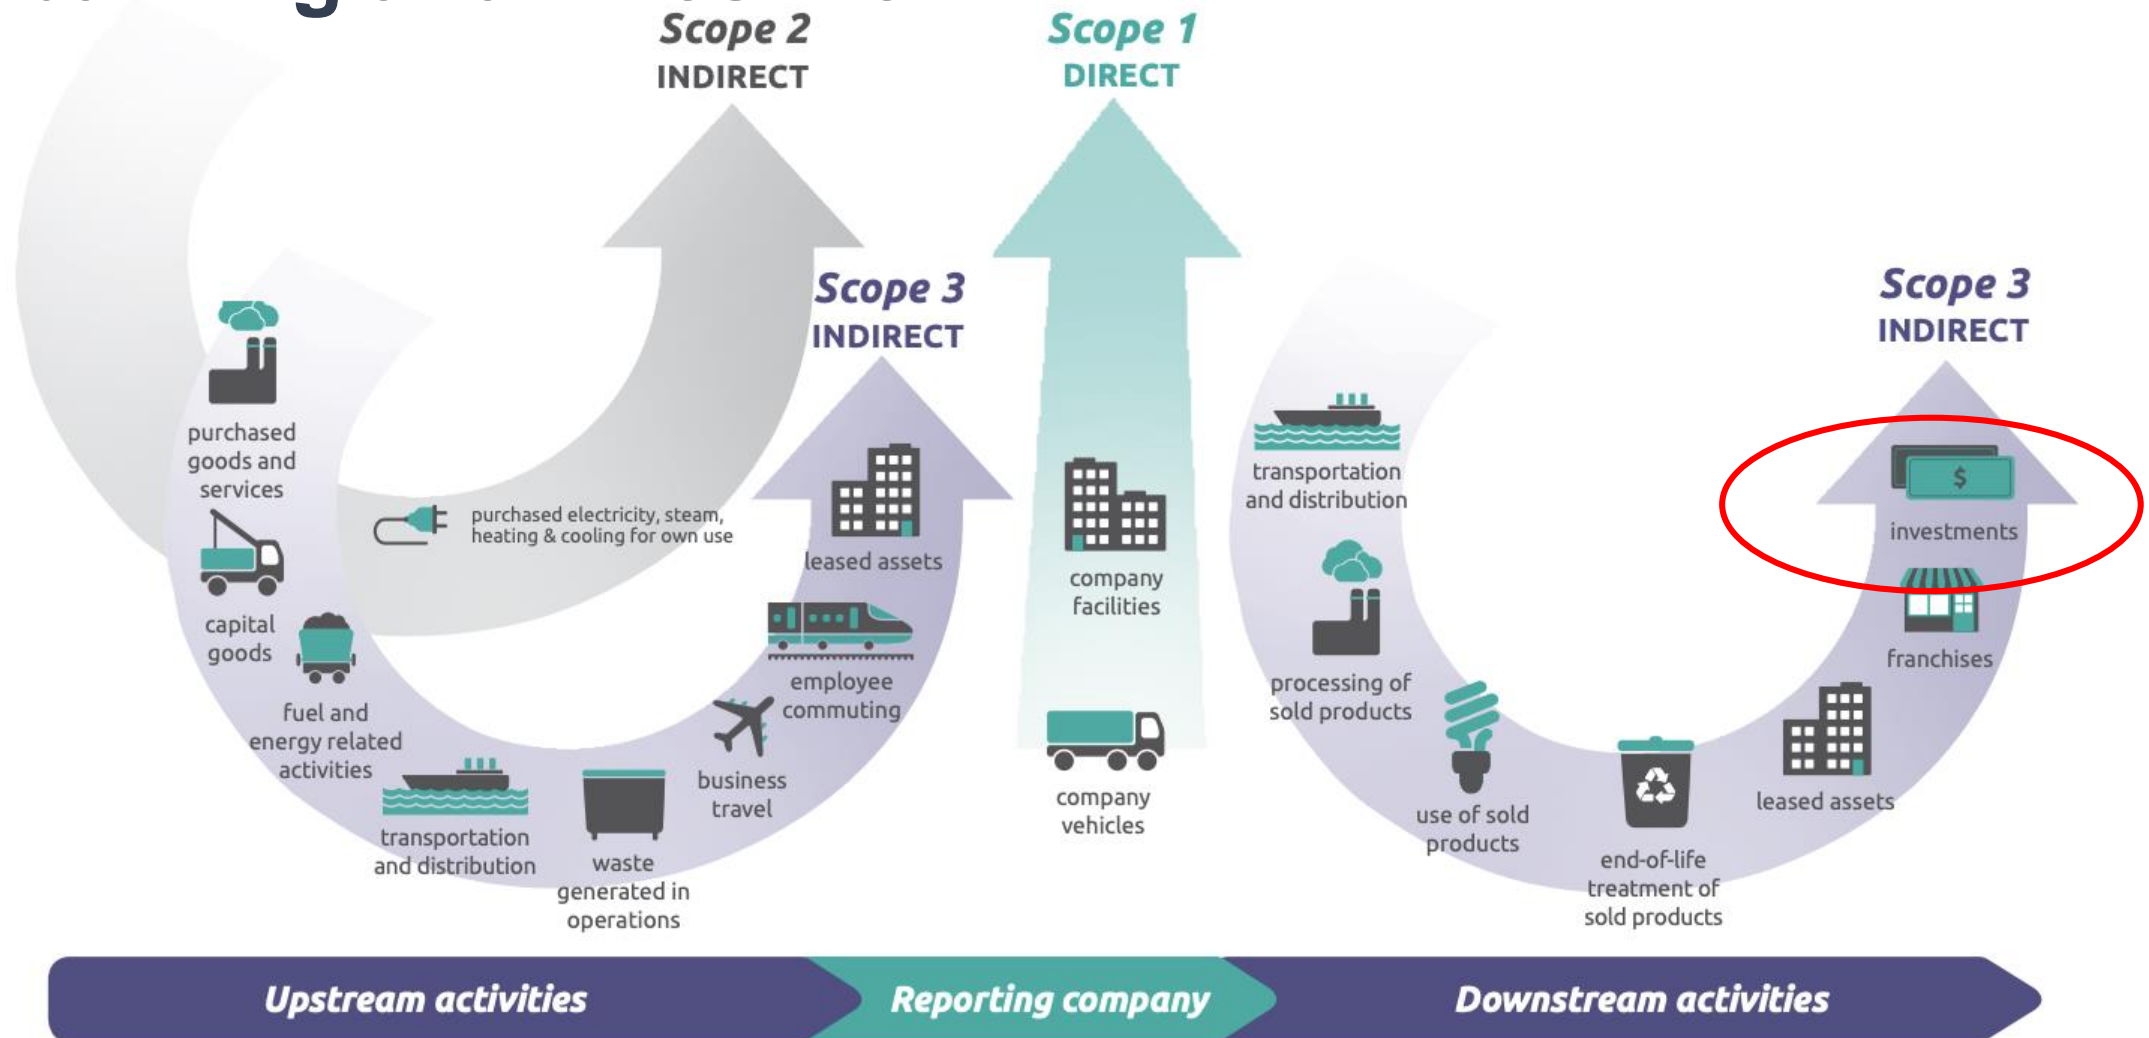 Scope 2
INDIRECT
Scope 1
DIRECT
Scope 3
INDIRECT
Scope 3
INDIRECT
purchased
goods and
services
capital
goods
fuel and
energy related
activities
transportation
and distribution
waste
generated in
operations
business
travel
employee
commuting
leased assets
purchased electricity, steam,
heating & cooling for own use
company
facilities
company
vehicles
transportation
and distribution
processing of
sold products
use of sold
products
end-of-life
treatment of
sold products
leased assets
franchises
$
investments
Upstream activities
Reporting company
Downstream activities